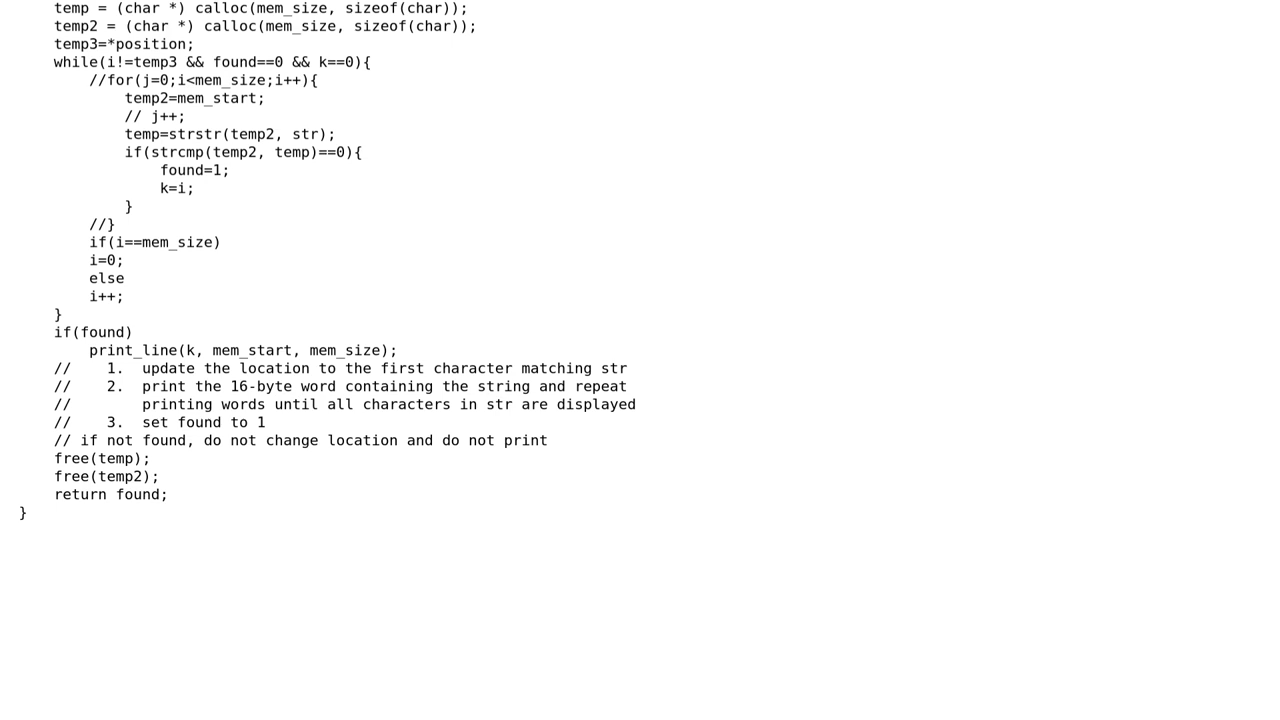 temp = (char *) calloc(mem_size, sizeof(char));
    temp2 = (char *) calloc(mem_size, sizeof(char));
    temp3=*position;
    while(i!=temp3 && found==0 && k==0){
        //for(j=0;i<mem_size;i++){
            temp2=mem_start;
            // j++;
            temp=strstr(temp2, str);
            if(strcmp(temp2, temp)==0){
                found=1;
                k=i;
            }
        //}
        if(i==mem_size)
        i=0;
        else
        i++;
    }
    if(found)
        print_line(k, mem_start, mem_size);
    //    1.  update the location to the first character matching str
    //    2.  print the 16-byte word containing the string and repeat
    //        printing words until all characters in str are displayed
    //    3.  set found to 1
    // if not found, do not change location and do not print
    free(temp);
    free(temp2);
    return found;
}